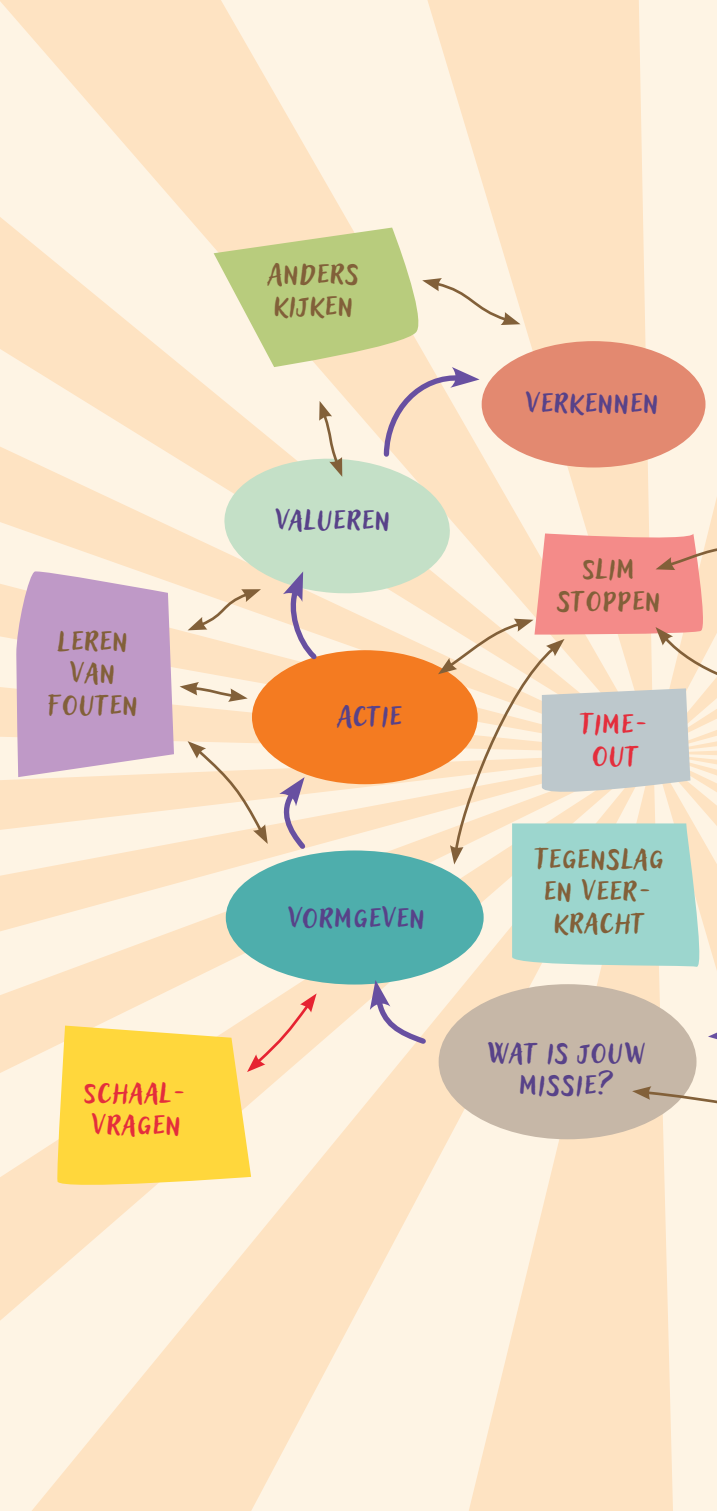 ANDERS
KIJKEN
VERKENNEN
VALUEREN
SLIM
STOPPEN
LEREN
VAN
FOUTEN
ACTIE
TIME-
OUT
TEGENSLAG
EN VEER-
KRACHT
VORMGEVEN
WAT IS JOUW
MISSIE?
SCHAAL-
VRAGEN